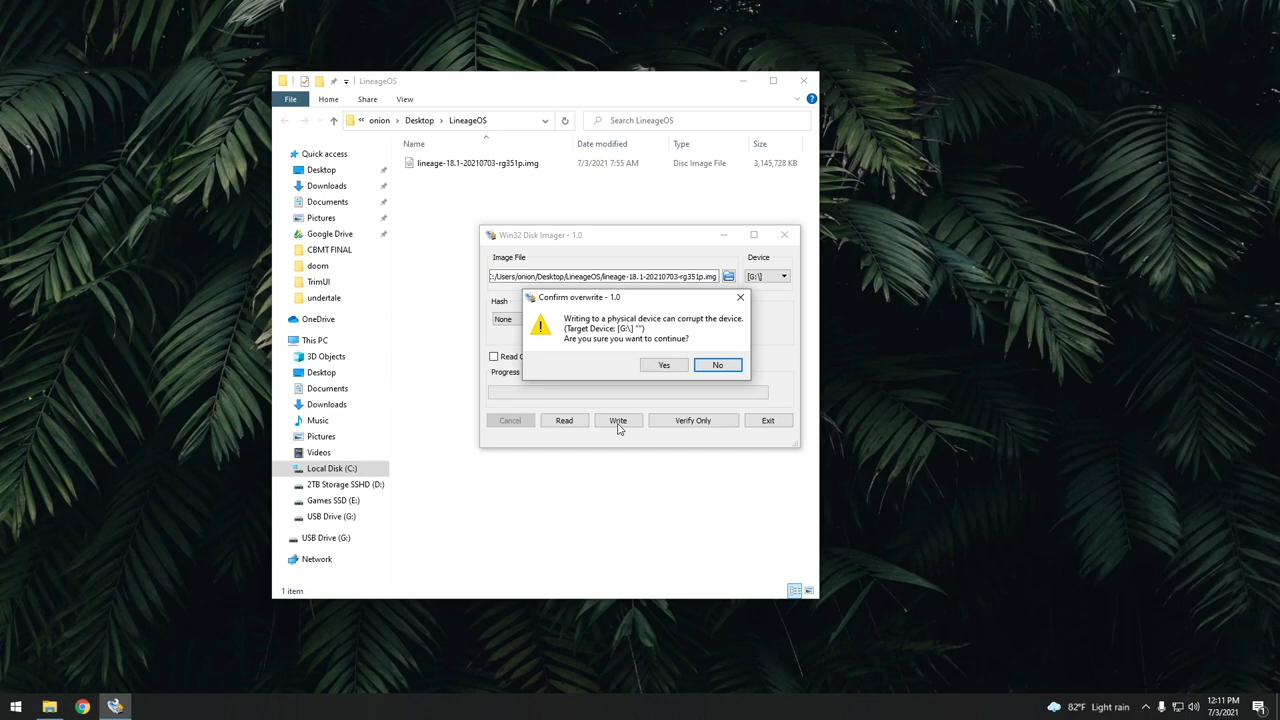 LineageOS
File
Home
Share
View
onion
Desktop
LineageOS
Search LineageOS
Name
Date modified
Type
Size
lineage-18.1-20210703-rg351p.img
7/3/2021 7:55 AM
Disc Image File
3,145,728 KB
Quick access
Desktop
Downloads
Documents
Pictures
Google Drive
CBMT FINAL
doom
TrimUI
undertale
OneDrive
This PC
3D Objects
Desktop
Documents
Downloads
Music
Pictures
Videos
Local Disk (C:)
2TB Storage SSHD (D:)
Games SSD (E:)
USB Drive (G:)
USB Drive (G:)
Network
1 item
Win32 Disk Imager - 1.0
Image File
Device
:/Users/onion/Desktop/LineageOS/lineage-18.1-20210703-rg351p.img
[G:\]
Hash
None
Read
Progress
Confirm overwrite - 1.0
Writing to a physical device can corrupt the device.
(Target Device: [G:\] "")
Are you sure you want to continue?
Yes
No
Cancel
Read
Write
Verify Only
Exit
82°F Light rain
12:11 PM
7/3/2021
1